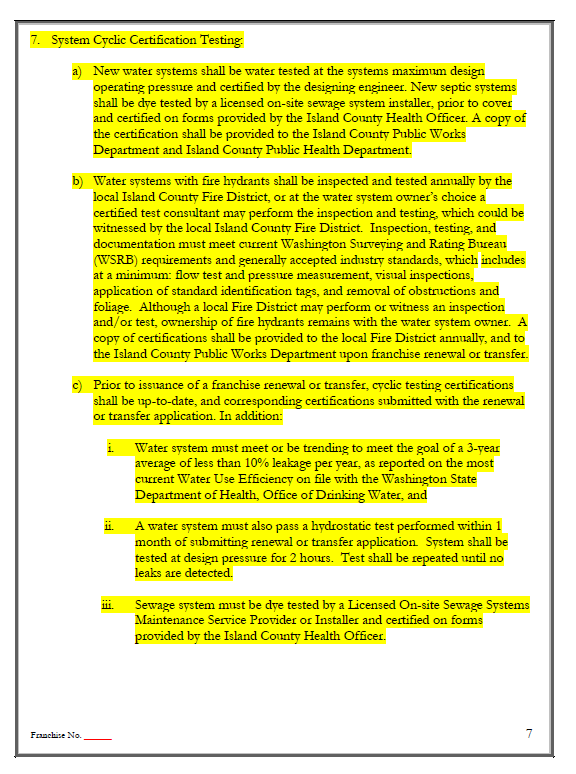 7. System Cyclic Certification Testing:
a) New water systems shall be water tested at the systems maximum design
operating pressure and certified by the designing engineer. New septic systems
shall be dye tested by a licensed on-site sewage system installer, prior to cover
and certified on forms provided by the Island County Health Officer. A copy of
the certification shall be provided to the Island County Public Works
Department and Island County Public Health Department.
b) Water systems with fire hydrants shall be inspected and tested annually by the
local Island County Fire District, or at the water system owner's choice a
certified test consultant may perform the inspection and testing, which could be
witnessed by the local Island County Fire District. Inspection, testing, and
documentation must meet current Washington Surveying and Rating Bureau
(WSRB) requirements and generally accepted industry standards, which includes
at a minimum: flow test and pressure measurement, visual inspections,
application of standard identification tags, and removal of obstructions and
foliage. Although a local Fire District may perform or witness an inspection
and/or test, ownership of fire hydrants remains with the water system owner. A
copy of certifications shall be provided to the local Fire District annually, and to
the Island County Public Works Department upon franchise renewal or transfer.
c) Prior to issuance of a franchise renewal or transfer, cyclic testing certifications
shall be up-to-date, and corresponding certifications submitted with the renewal
or transfer application. In addition:
i. Water system must meet or be trending to meet the goal of a 3-year
average of less than 10% leakage per year, as reported on the most
current Water Use Efficiency on file with the Washington State
Department of Health, Office of Drinking Water, and
ii. A water system must also pass a hydrostatic test performed within 1
month of submitting renewal or transfer application. System shall be
tested at design pressure for 2 hours. Test shall be repeated until no
leaks are detected.
iii. Sewage system must be dye tested by a Licensed On-site Sewage Systems
Maintenance Service Provider or Installer and certified on forms
provided by the Island County Health Officer.
Franchise No. ______ 7